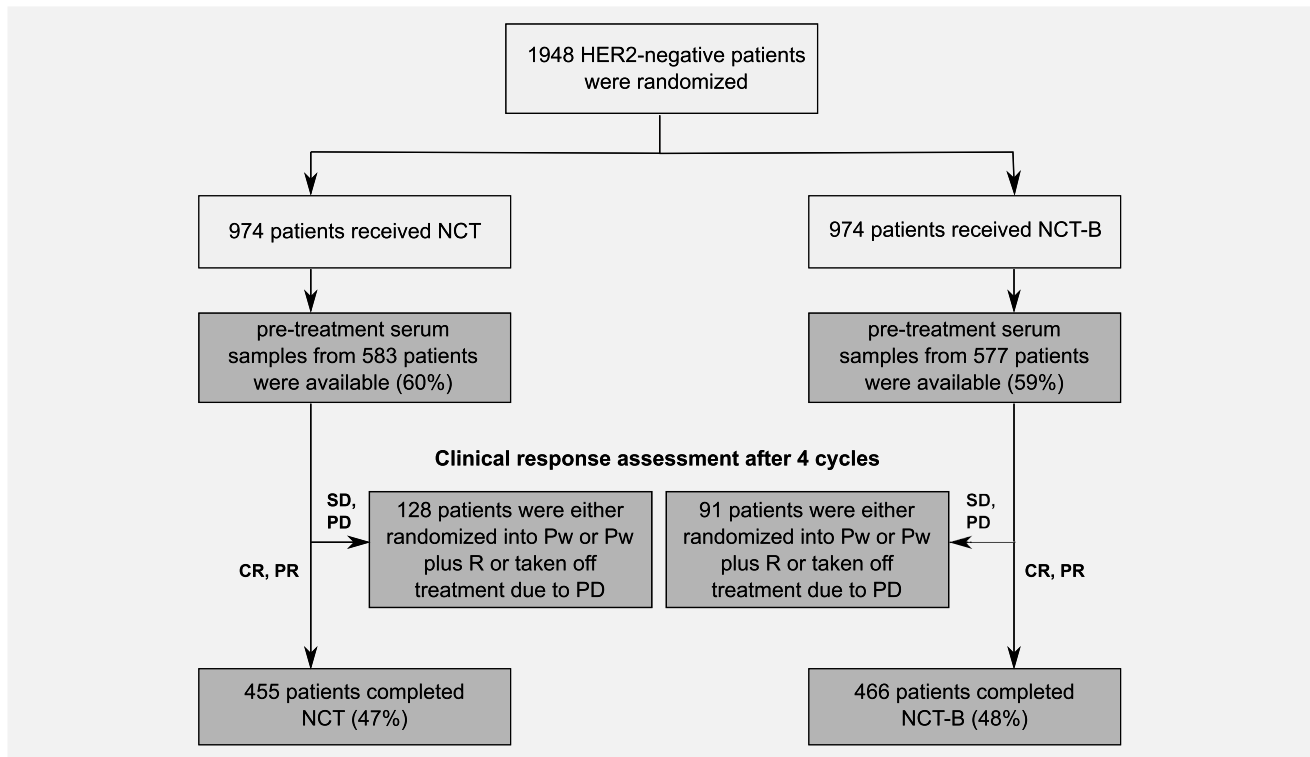 1948 HER2-negative patients
were randomized
974 patients received NCT
974 patients received NCT-B
pre-treatment serum
samples from 583 patients
were available (60%)
pre-treatment serum
samples from 577 patients
were available (59%)
Clinical response assessment after 4 cycles
SD,
PD
128 patients were either
randomized into Pw or Pw
plus R or taken off
treatment due to PD
91 patients were either
randomized into Pw or Pw
plus R or taken off
treatment due to PD
SD,
PD
CR, PR
CR, PR
455 patients completed
NCT (47%)
466 patients completed
NCT-B (48%)